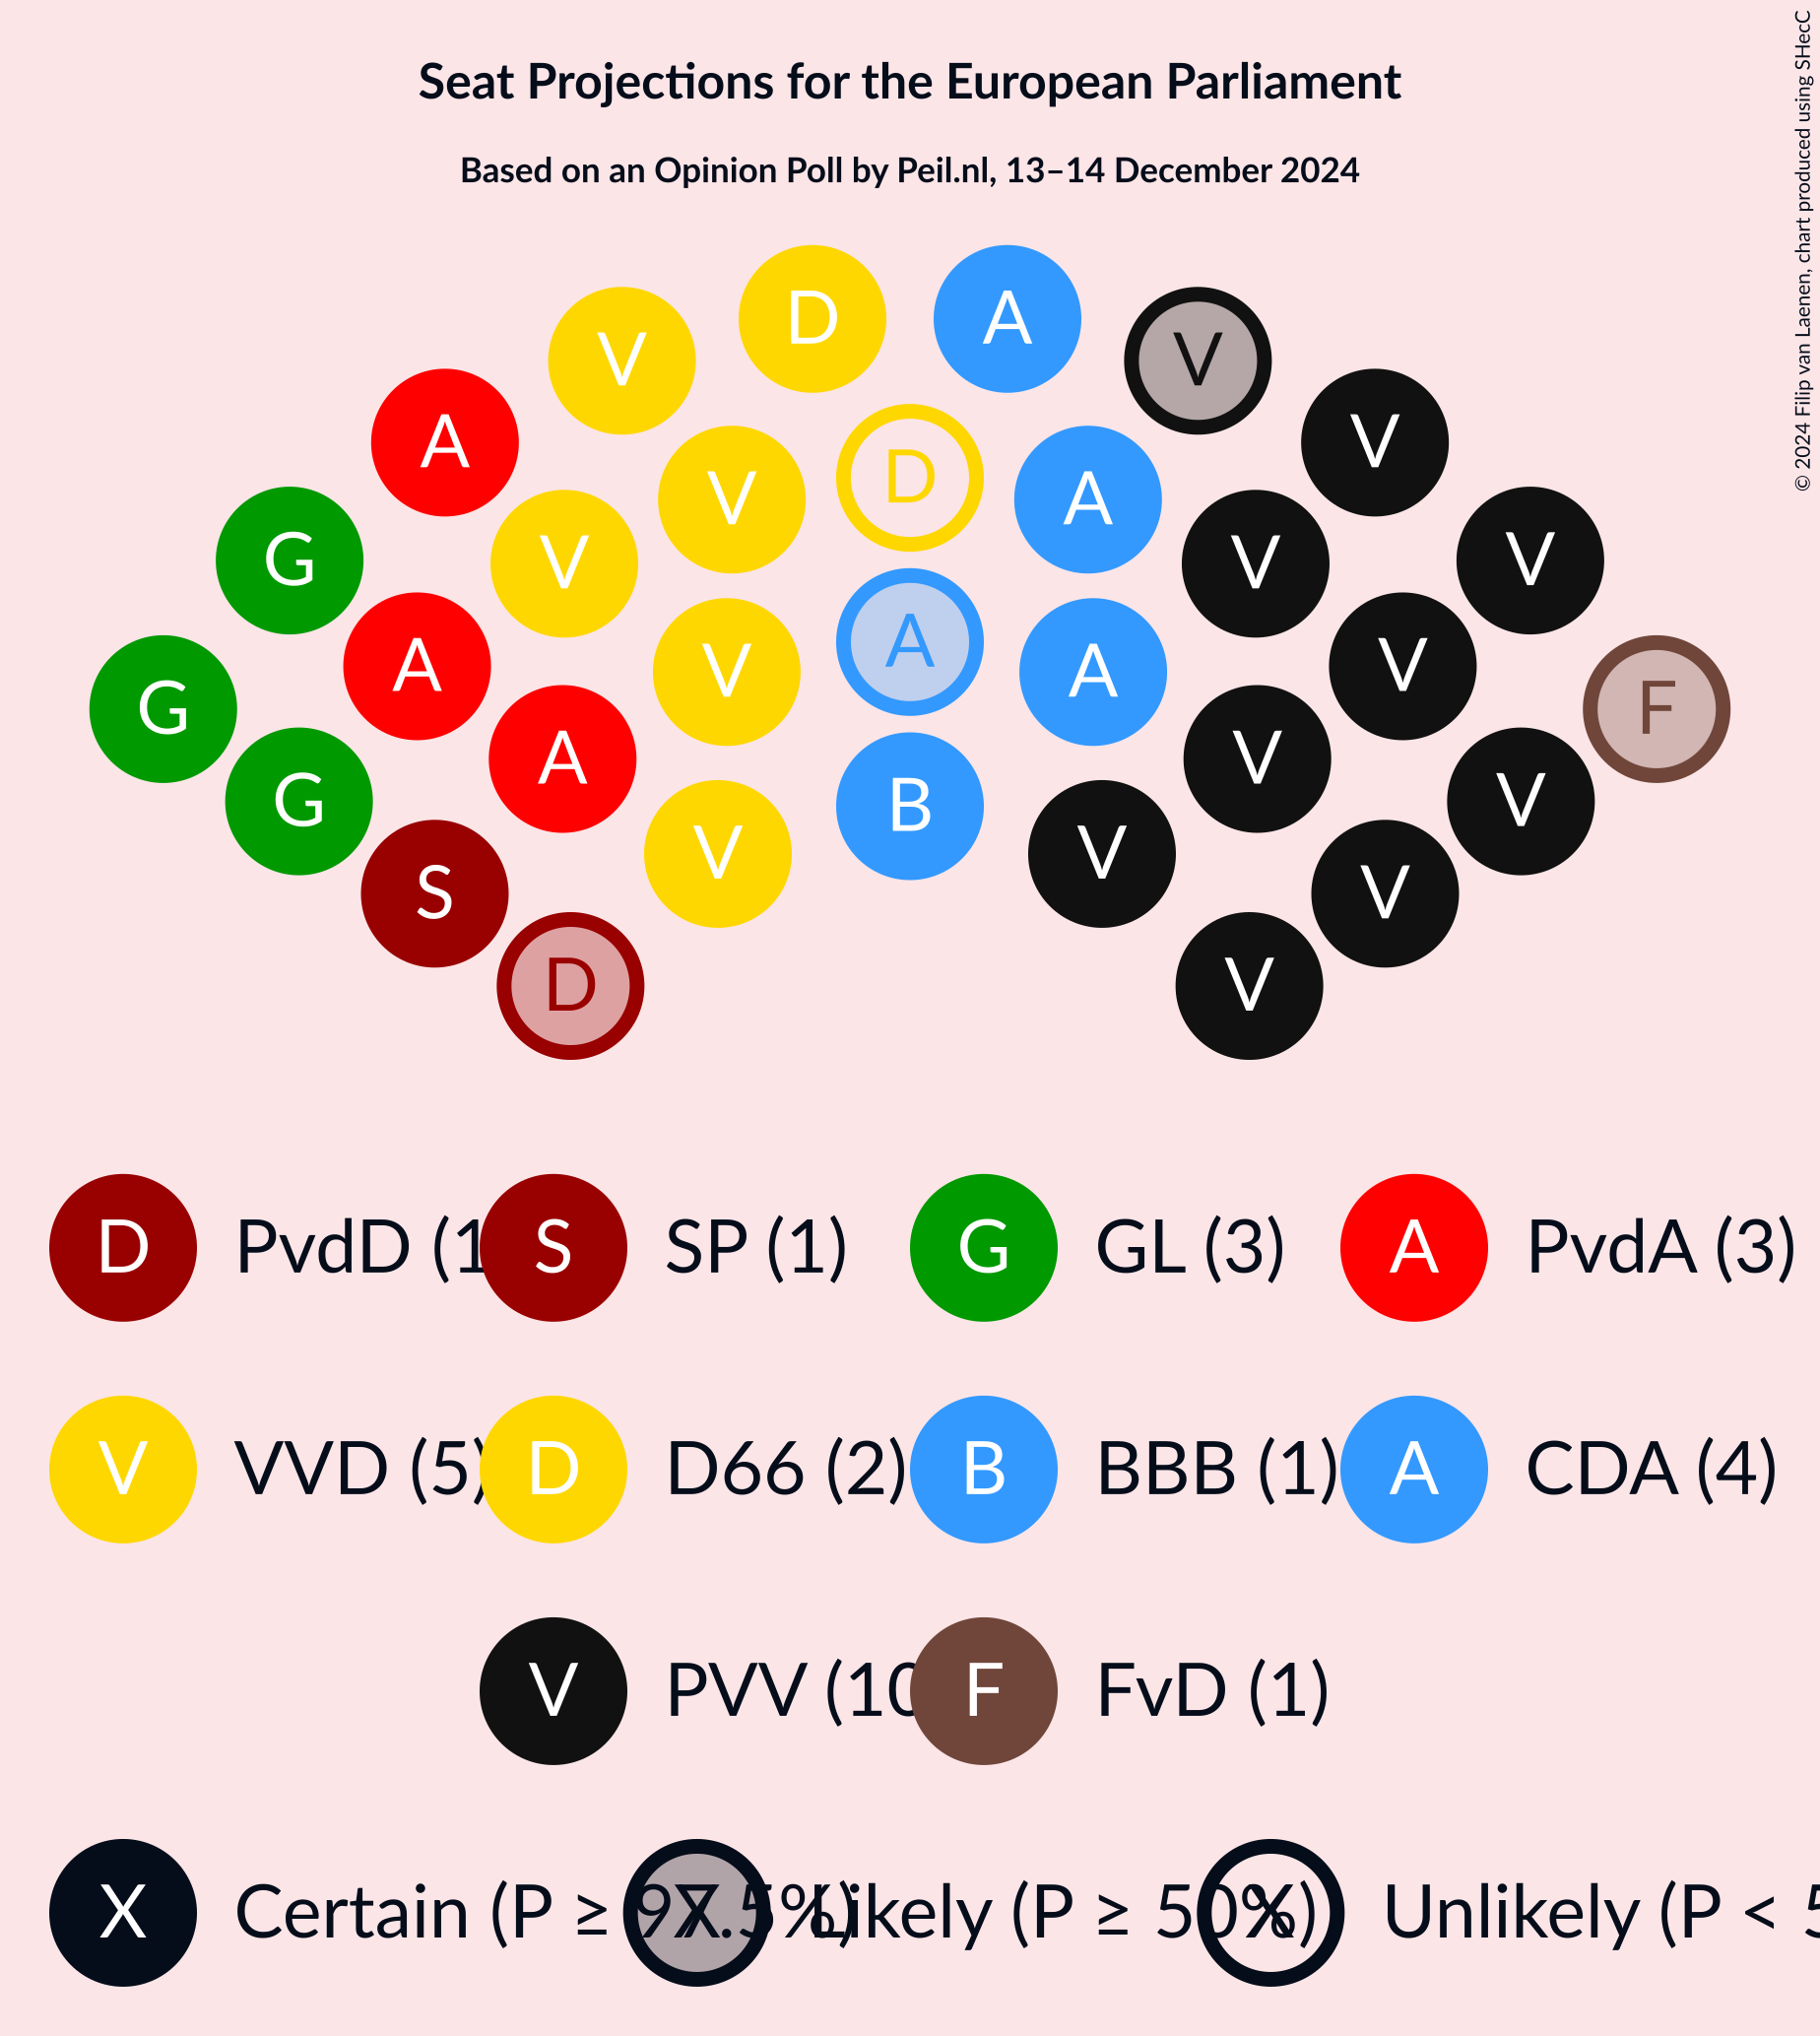 Seat Projections for the European Parliament
Based on an Opinion Poll by Peil.nl, 13–14 December 2024
© 2024 Filip van Laenen, chart produced using SHecC
D A
V V
D
A V
V A
G V V V
A
A V
V A
G F
A V
G B V
V V
S V
D V
D PvdD (1 S SP (1) G GL (3) A PvdA (3)
V VVD (5) D D66 (2) B BBB (1) A CDA (4)
V PVV (10 F FvD (1)
X Certain (P ≥ 97.5%) X Likely (P ≥ 50%) X Unlikely (P < 5